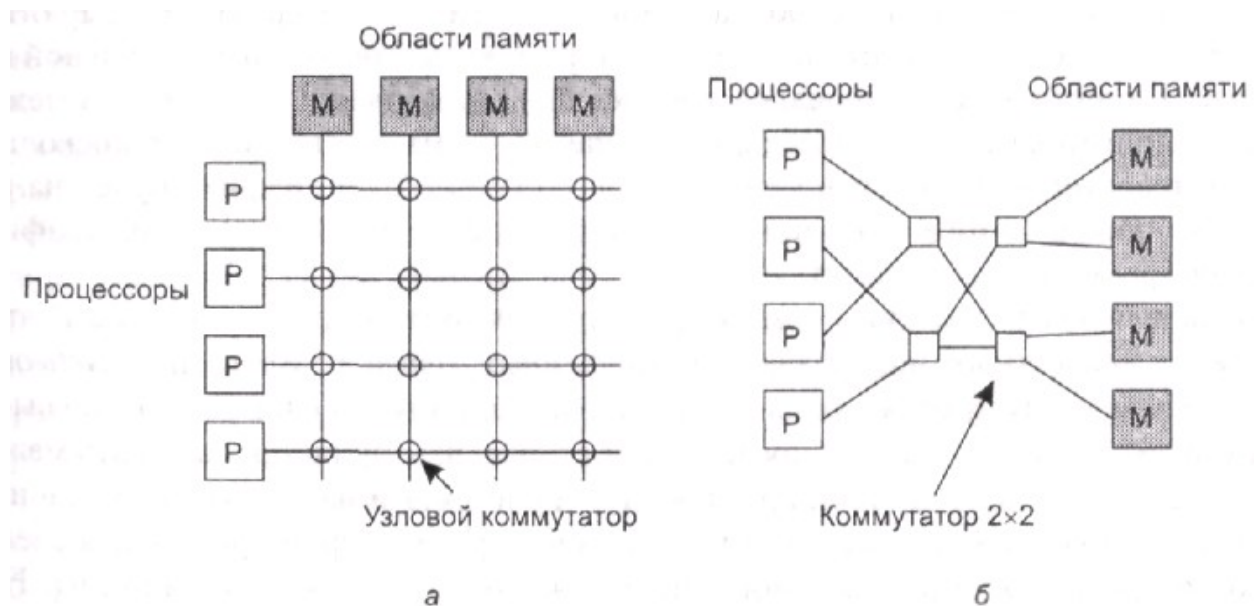 Области памяти
М М М М
Р
Р
Процессоры
Р
Р
Узловой коммутатор
а
Процессоры
Области памяти
Р М
Р М
Р М
Р М
Коммутатор 2×2
б